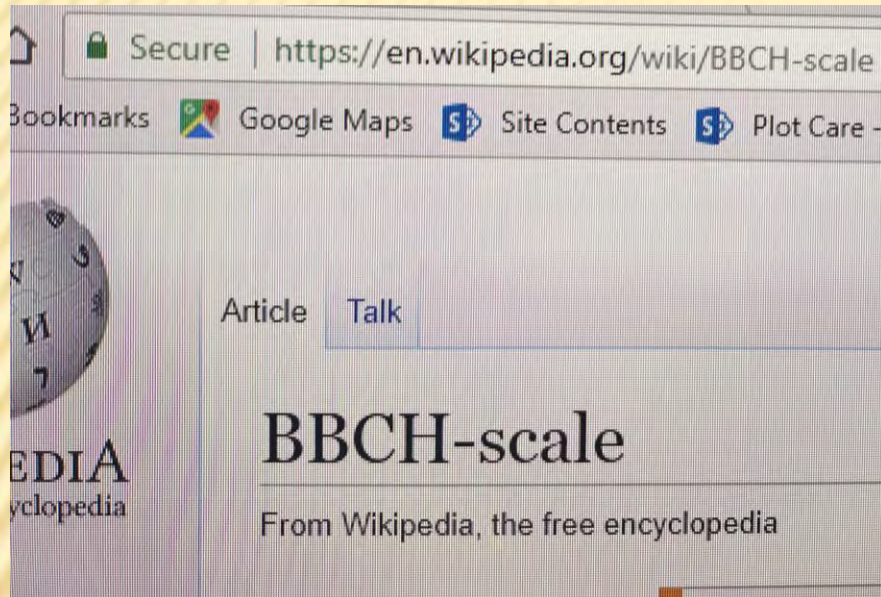 Secure | https://en.wikipedia.org/wiki/BBCH-scale
Bookmarks Google Maps Site Contents Plot Care -
Article Talk
EDIA
yclopedia
BBCH-scale
From Wikipedia, the free encyclopedia